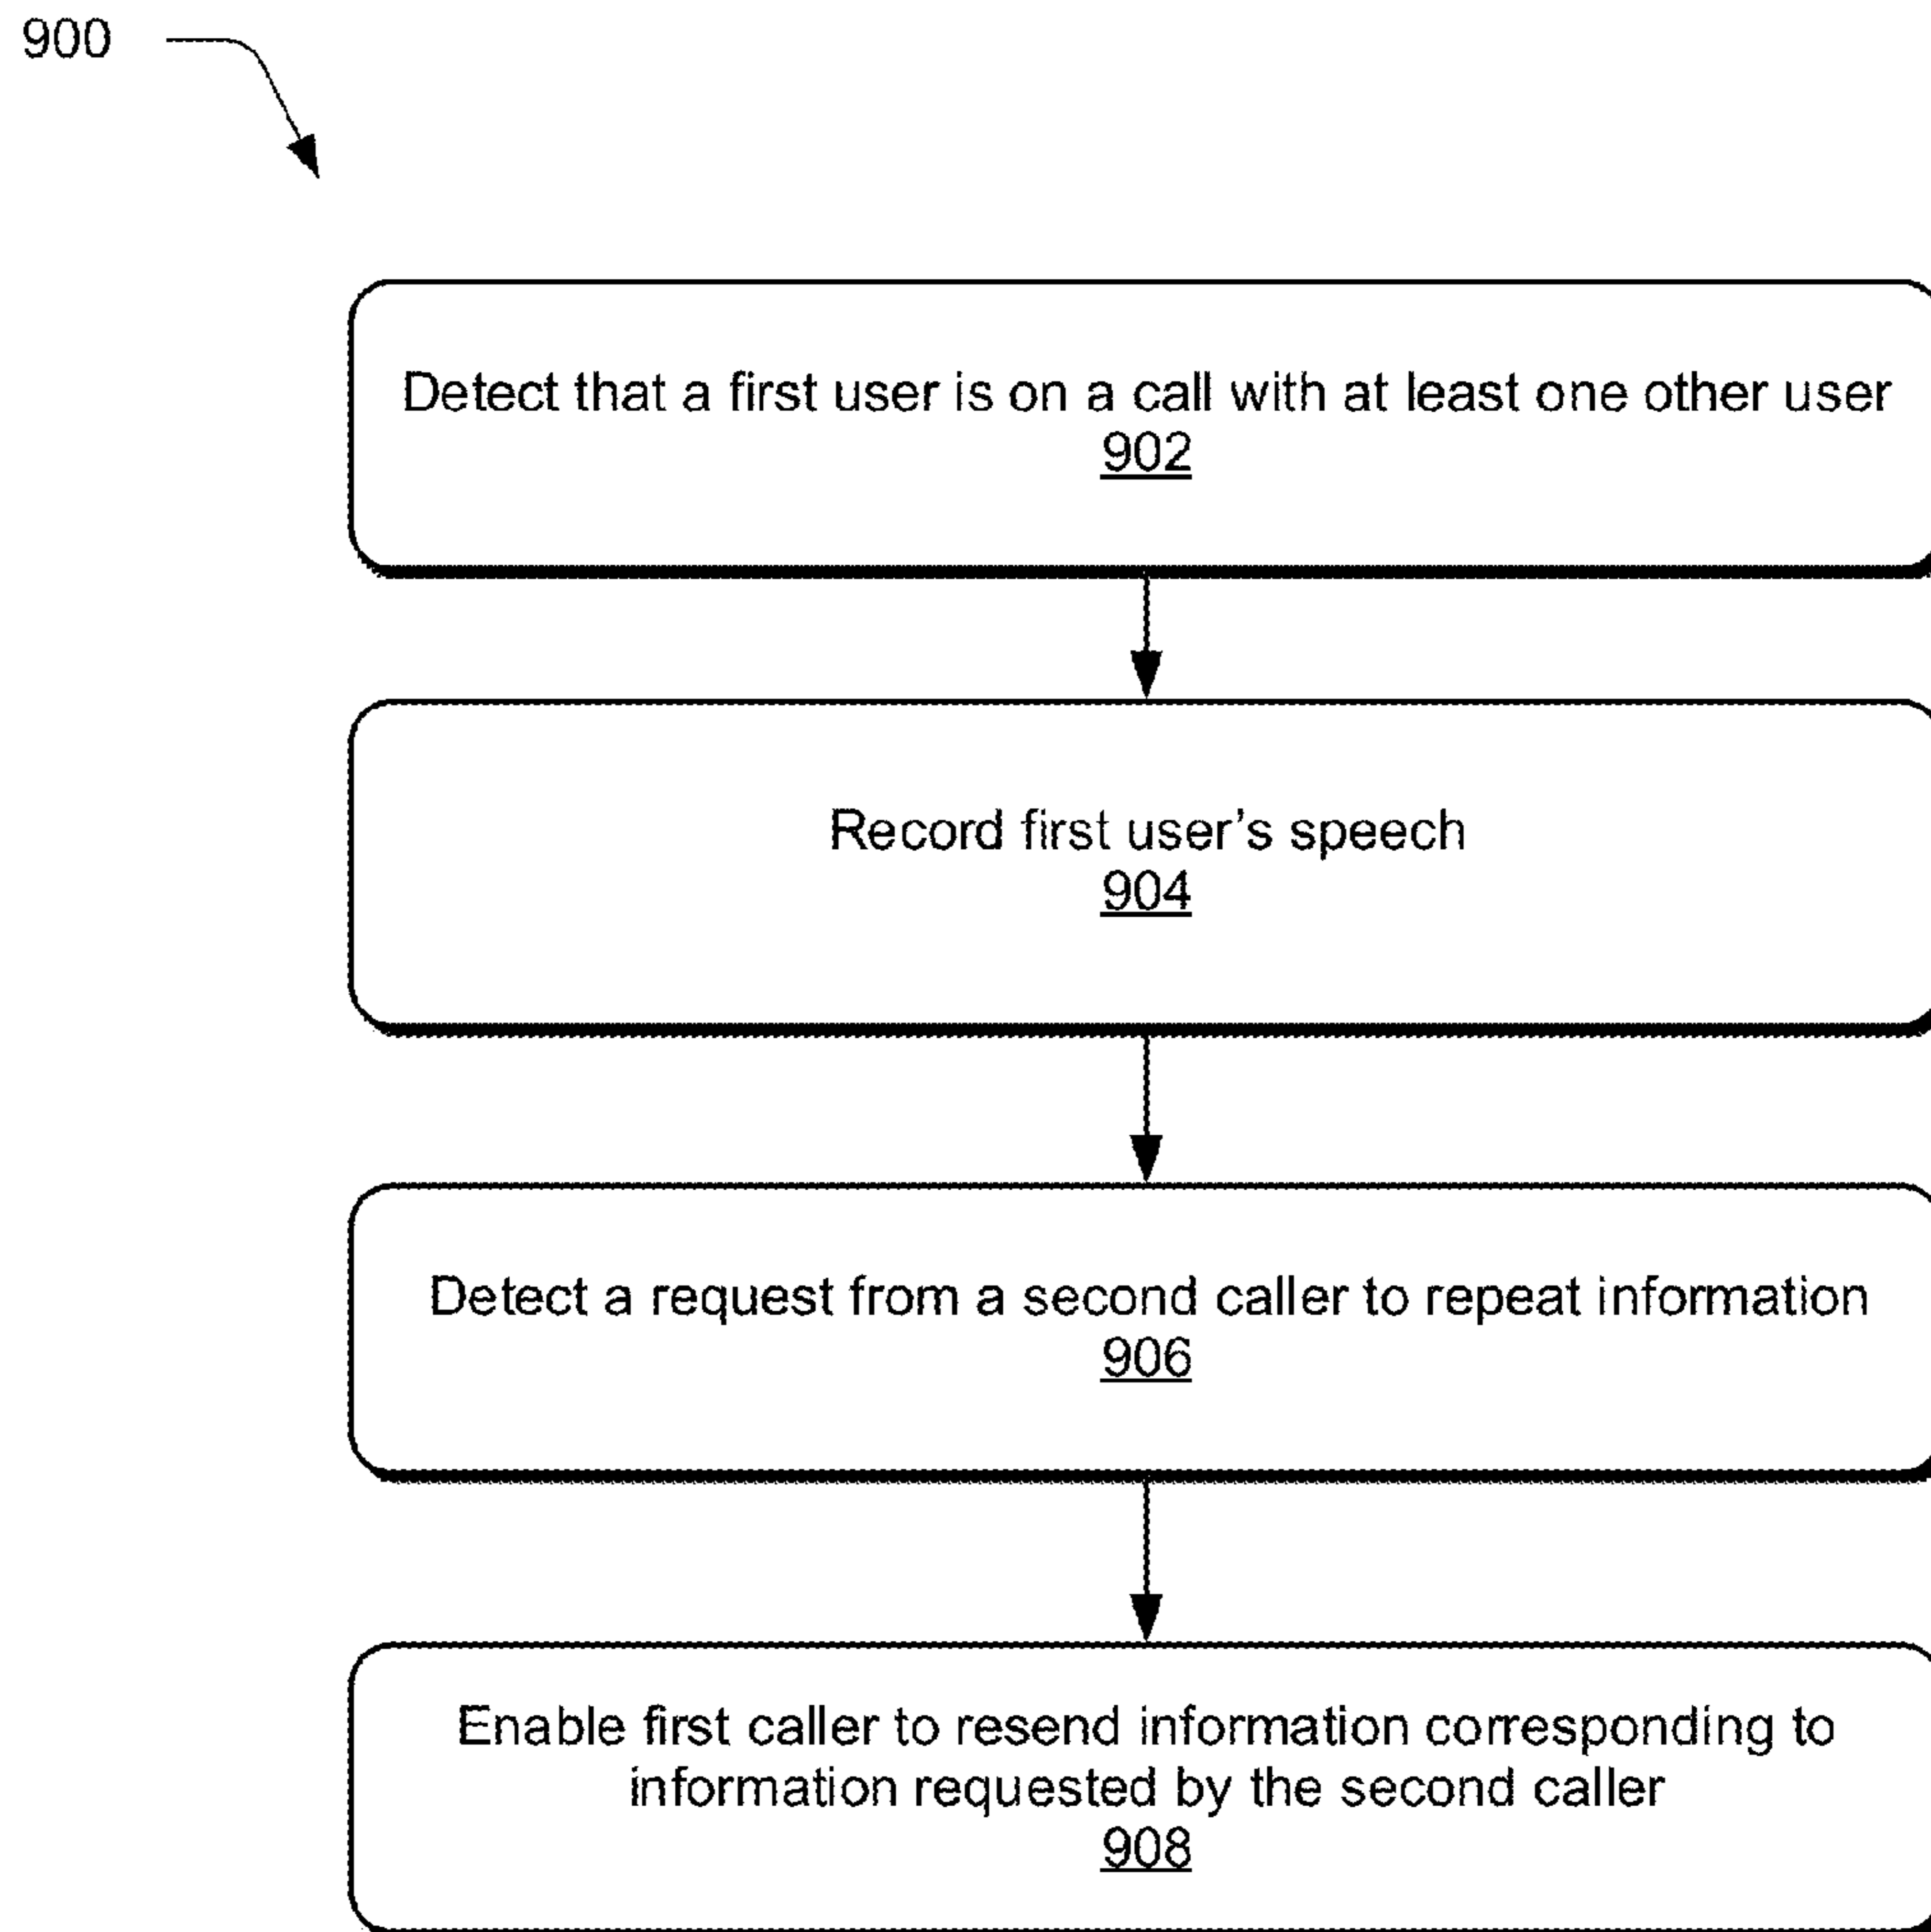 900
Detect that a first user is on a call with at least one other user
902
Record first user's speech
904
Detect a request from a second caller to repeat information
906
Enable first caller to resend information corresponding to
information requested by the second caller
908